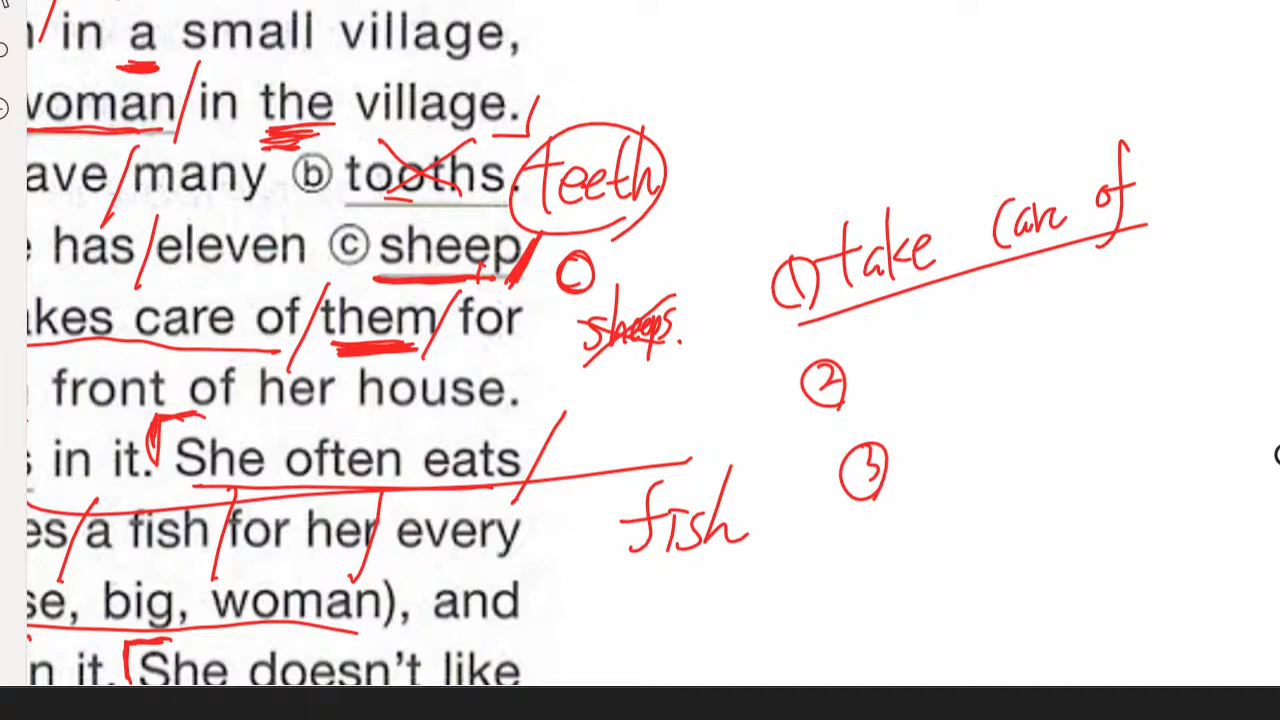 in a small village,
woman in the village.
ave many ⓑ tooths. teeth
has eleven ⓒ sheep
sheeps.
akes care of them for
front of her house.
in it. She often eats
fish
es a fish for her every
se, big, woman), and
n it. She doesn't like
① take care of
②
③